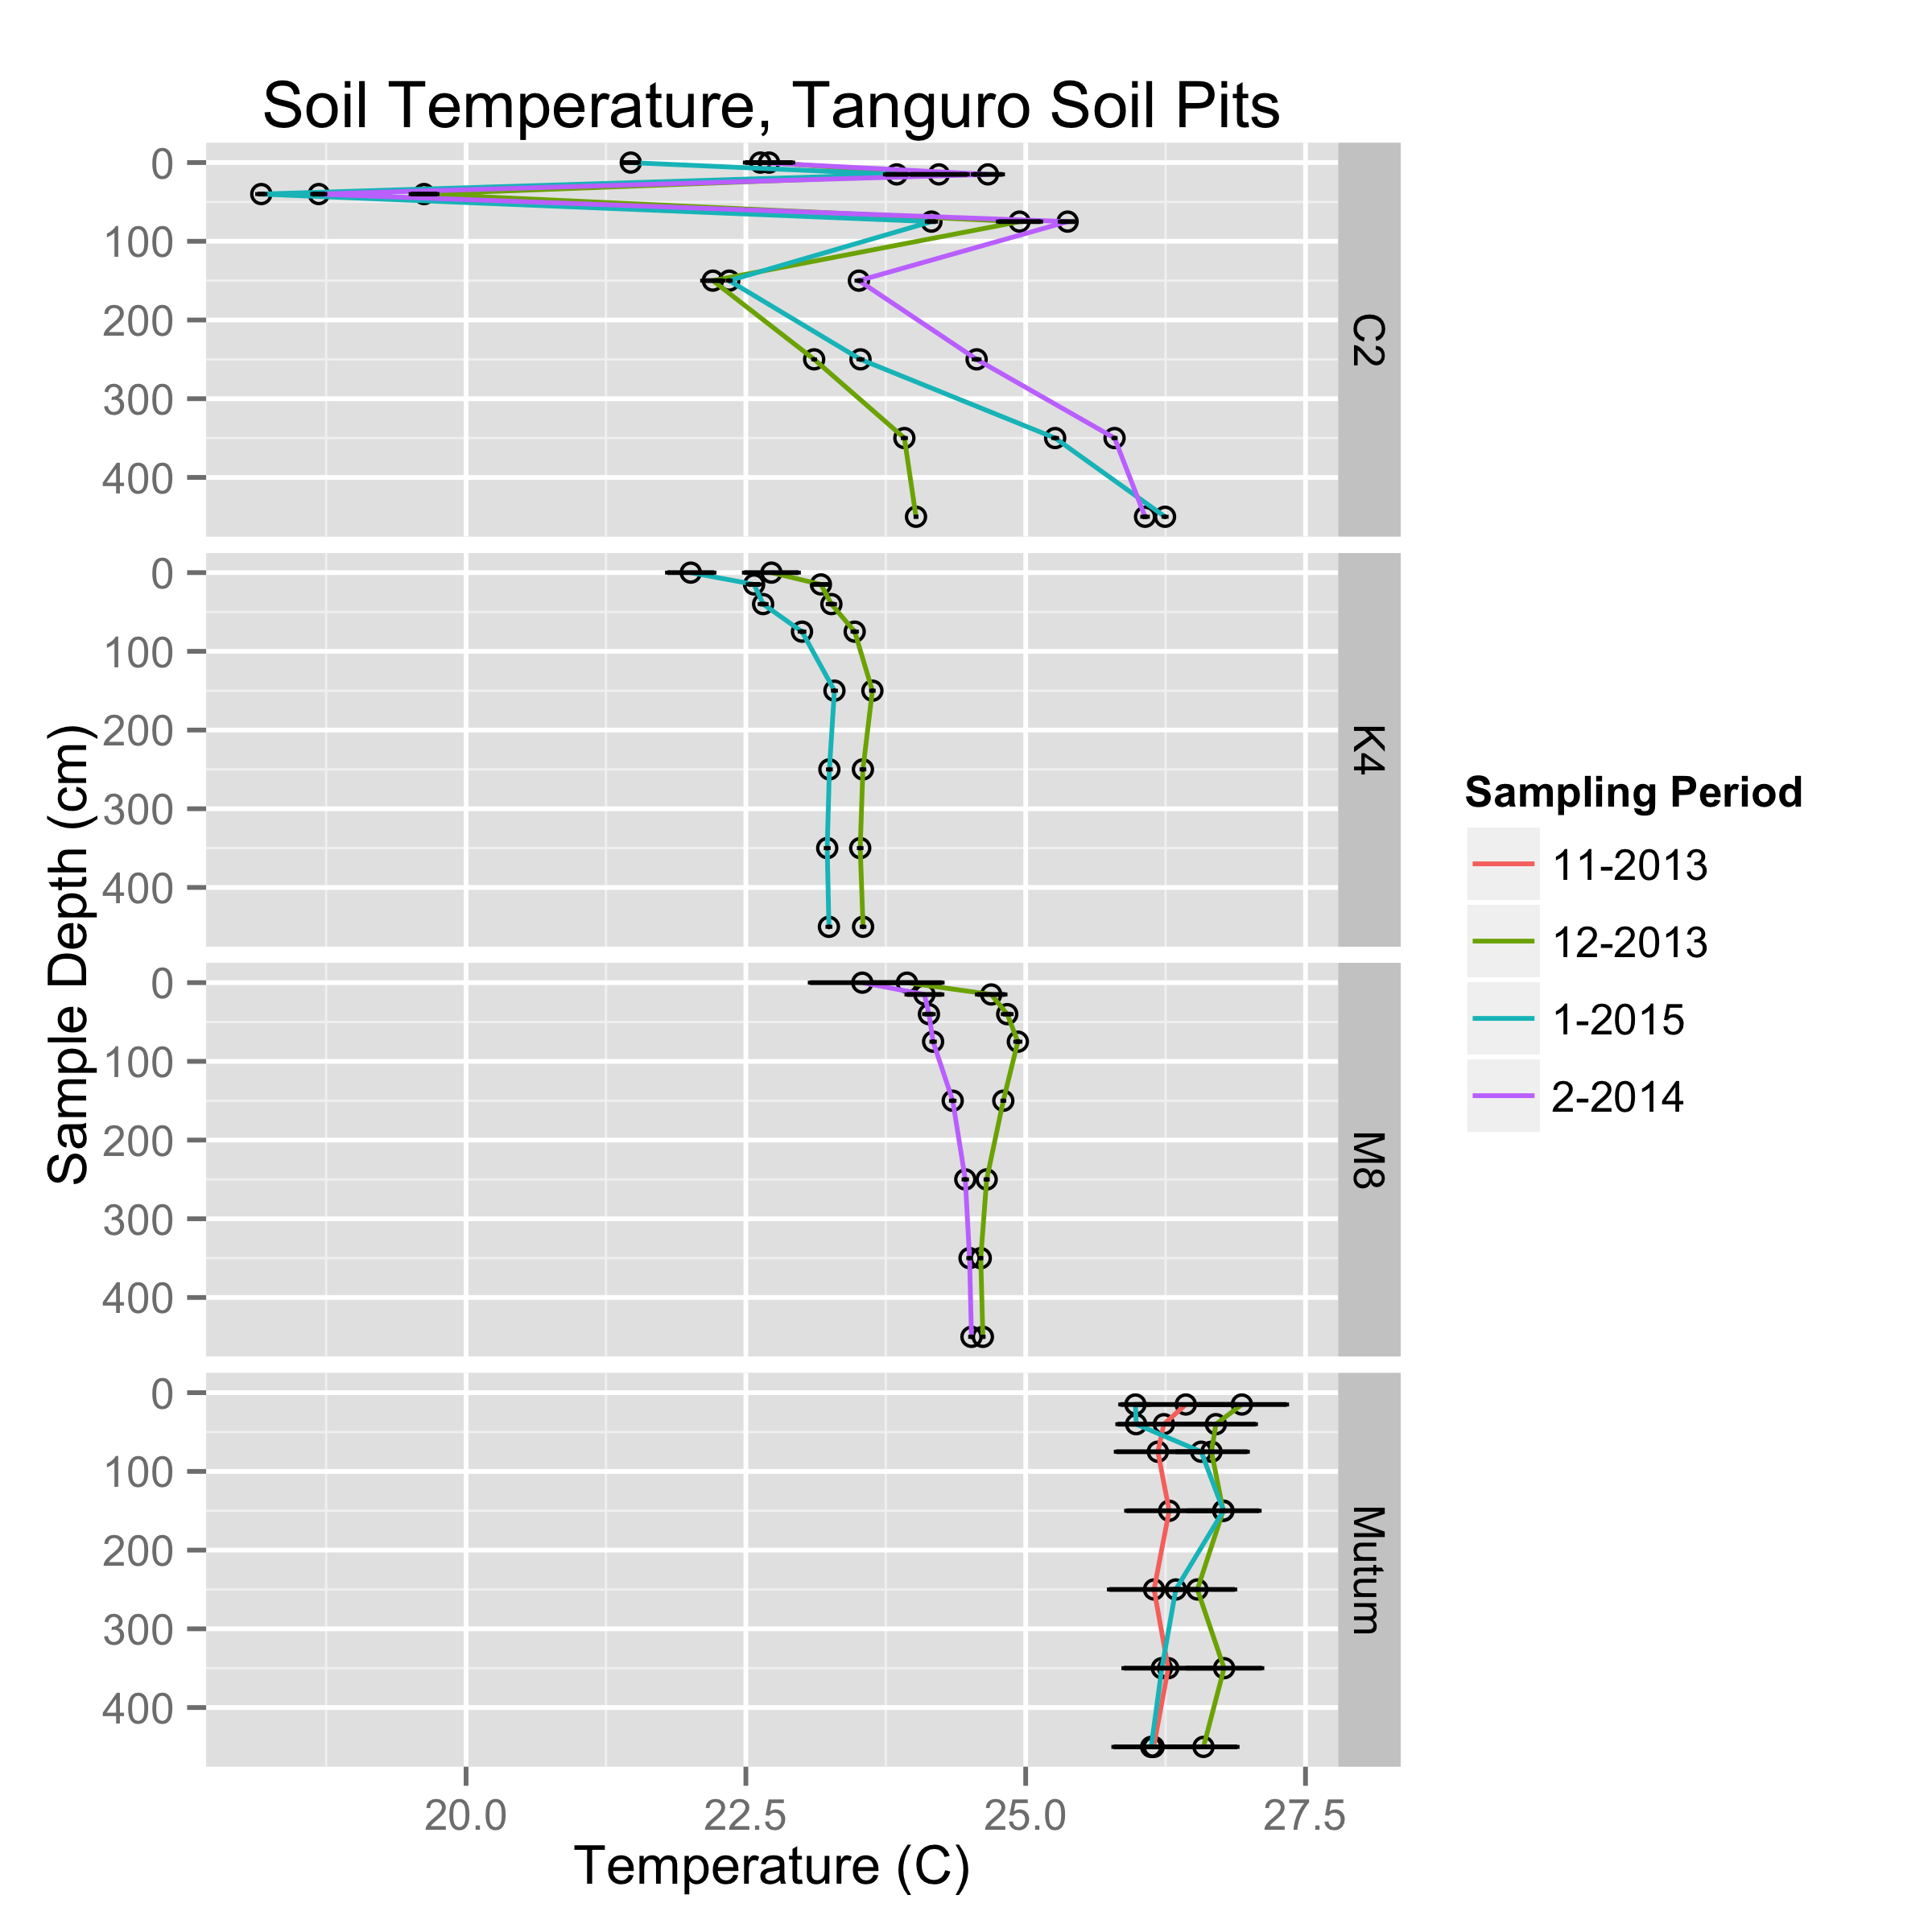 Soil Temperature, Tanguro Soil Pits
Sample Depth (cm)
0
100
200
300
400
C2
0
100
200
300
400
K4
0
100
200
300
400
M8
0
100
200
300
400
Mutum
20.0 22.5 25.0 27.5
Temperature (C)
Sampling Period
11-2013
12-2013
1-2015
2-2014